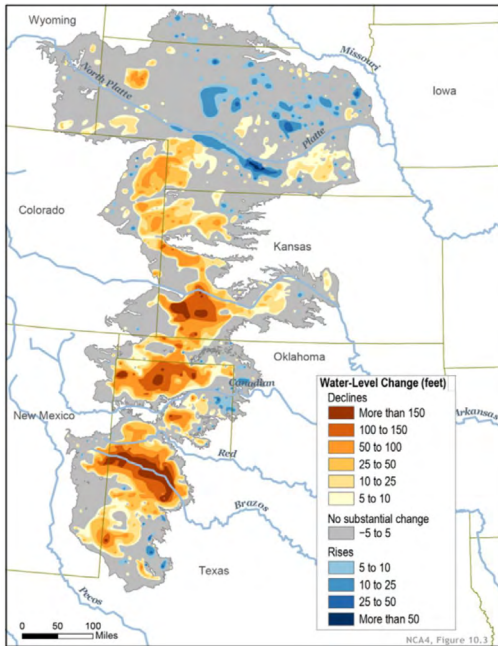 Wyoming
Missouri
North Platte
Iowa
Platte
Colorado
Kansas
Oklahoma
Canadian
Water-Level Change (feet)
Declines
More than 150
100 to 150
50 to 100
25 to 50
10 to 25
5 to 10
No substantial change
−5 to 5
Rises
5 to 10
10 to 25
25 to 50
More than 50
Arkansas
New Mexico
Red
Brazos
Texas
Pecos
0 50 100
Miles
NCA4, Figure 10.3